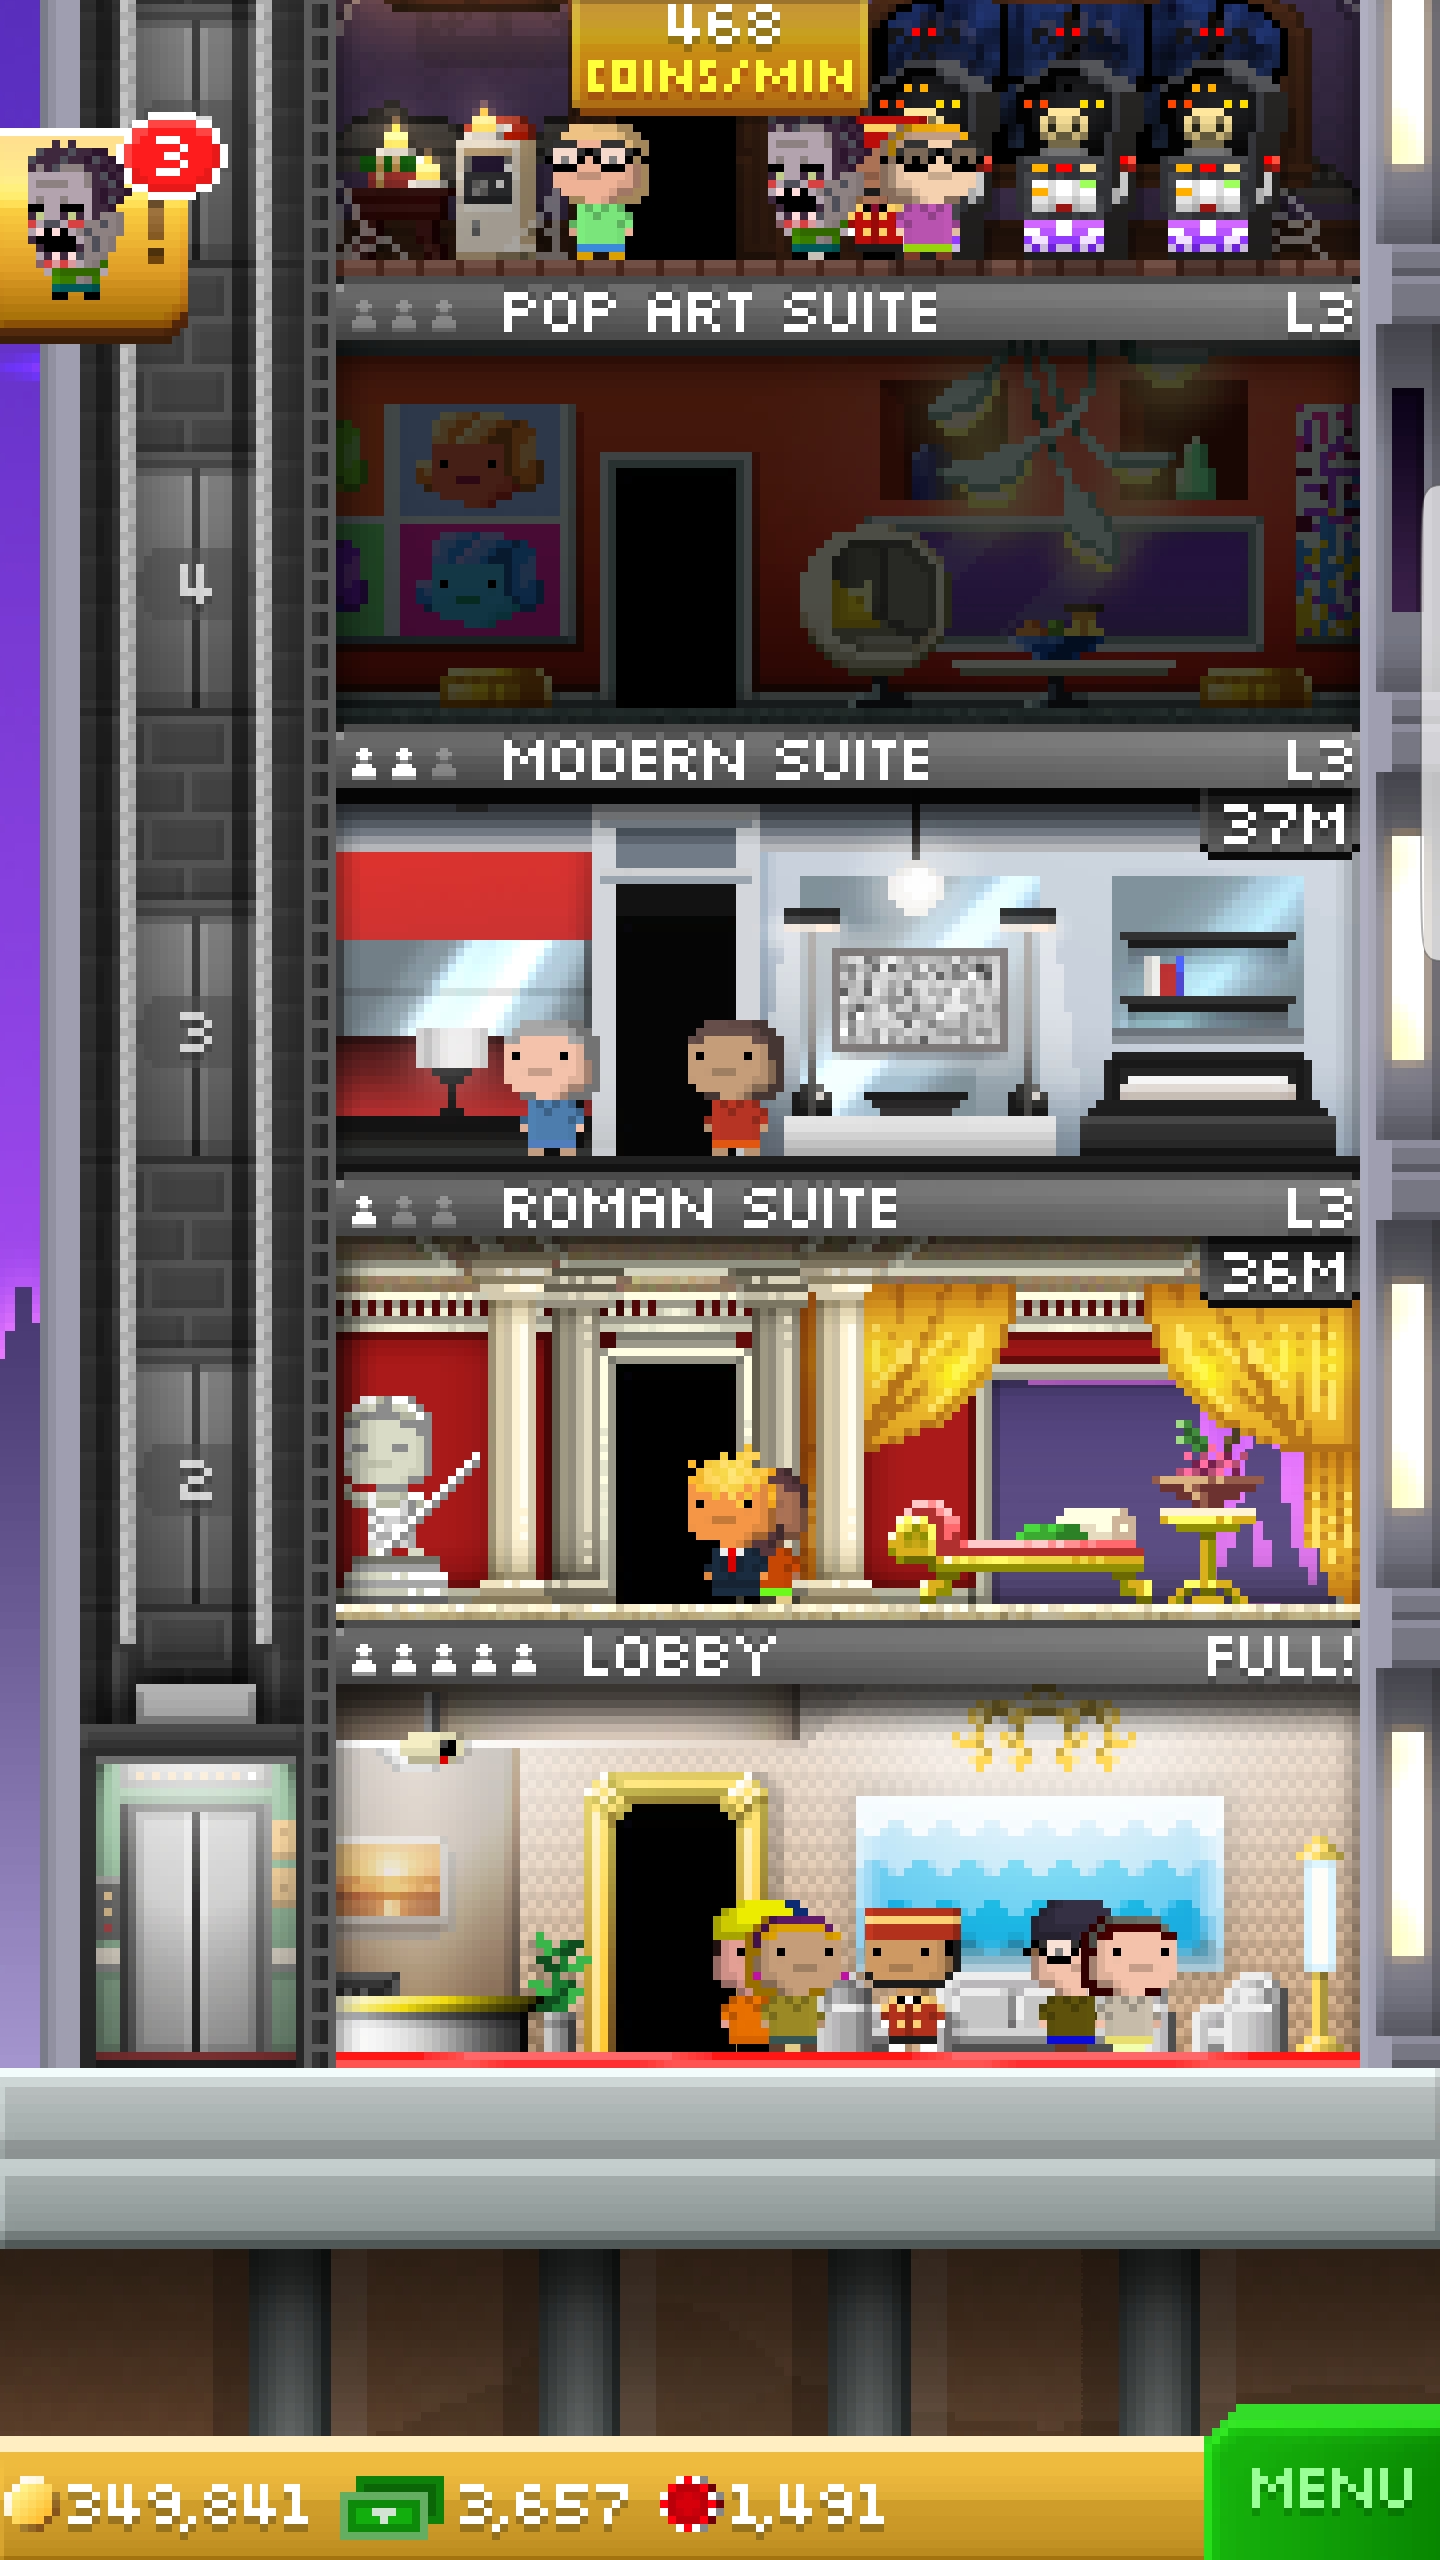 468
COINS/MIN
3
!
POP ART SUITE L3
4
MODERN SUITE L3
37M
3
ROMAN SUITE L3
36M
2
LOBBY FULL!
349,841 3,657 1,491
MENU